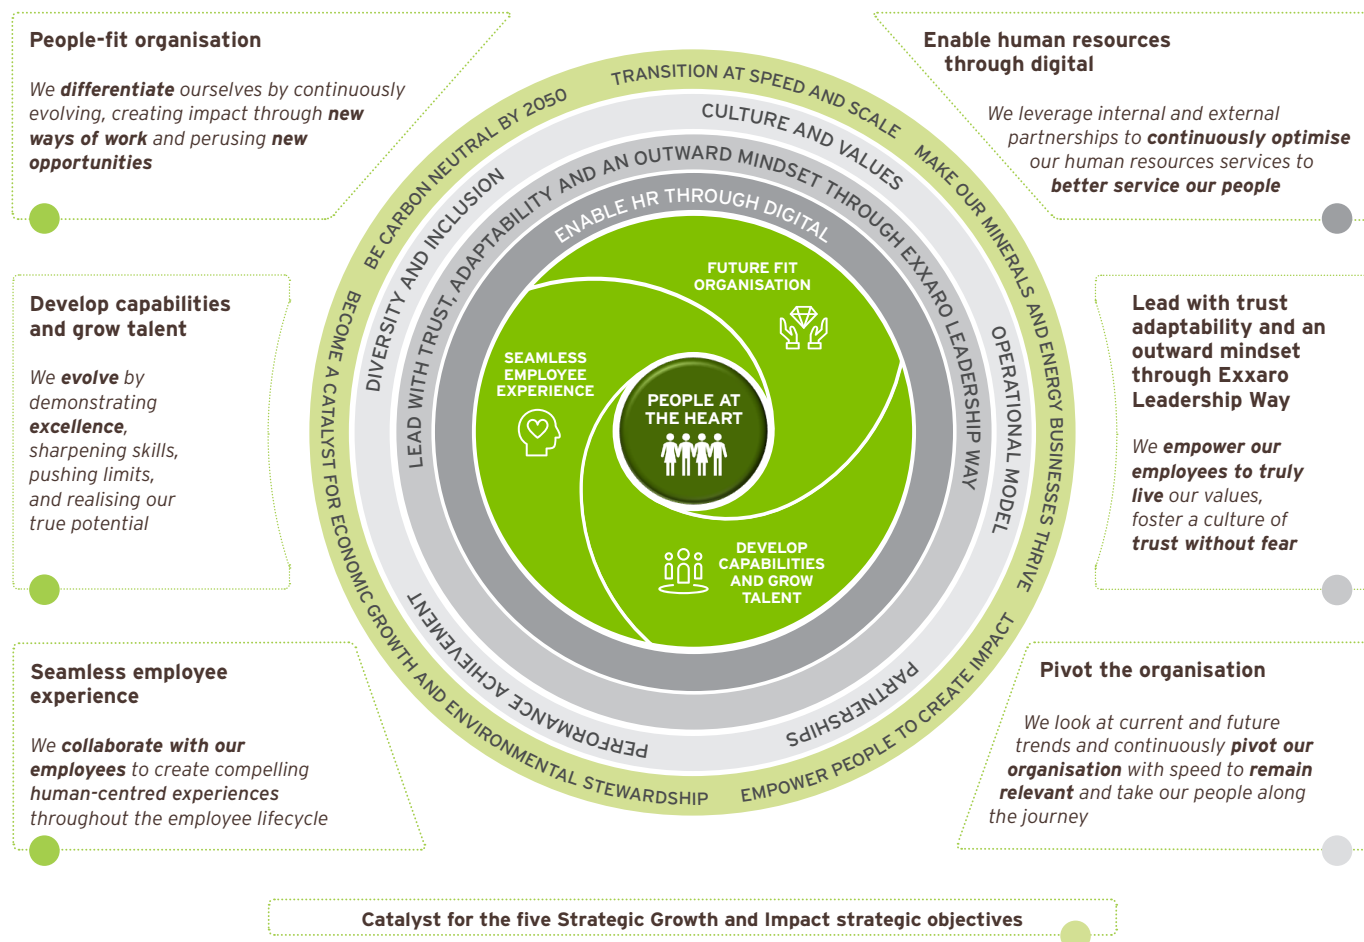 People-fit organisation
We differentiate ourselves by continuously
evolving, creating impact through new
ways of work and perusing new
opportunities
Develop capabilities
and grow talent
We evolve by
demonstrating
excellence,
sharpening skills,
pushing limits,
and realising our
true potential
Seamless employee
experience
We collaborate with our
employees to create compelling
human-centred experiences
throughout the employee lifecycle
TRANSITION AT SPEED AND SCALE
MAKE OUR MINERALS AND ENERGY BUSINESSES THRIVE
EMPOWER PEOPLE TO CREATE IMPACT
BECOME A CATALYST FOR ECONOMIC GROWTH AND ENVIRONMENTAL STEWARDSHIP
BE CARBON NEUTRAL BY 2050
CULTURE AND VALUES
OPERATIONAL MODEL
PARTNERSHIPS
PERFORMANCE ACHIEVEMENT
DIVERSITY AND INCLUSION
LEAD WITH TRUST, ADAPTABILITY AND AN OUTWARD MINDSET THROUGH EXXARO LEADERSHIP WAY
ENABLE HR THROUGH DIGITAL
FUTURE FIT
ORGANISATION
SEAMLESS
EMPLOYEE
EXPERIENCE
PEOPLE AT
THE HEART
DEVELOP
CAPABILITIES
AND GROW
TALENT
Enable human resources
through digital
We leverage internal and external
partnerships to continuously optimise
our human resources services to
better service our people
Lead with trust
adaptability and an
outward mindset
through Exxaro
Leadership Way
We empower our
employees to truly
live our values,
foster a culture of
trust without fear
Pivot the organisation
We look at current and future
trends and continuously pivot our
organisation with speed to remain
relevant and take our people along
the journey
Catalyst for the five Strategic Growth and Impact strategic objectives